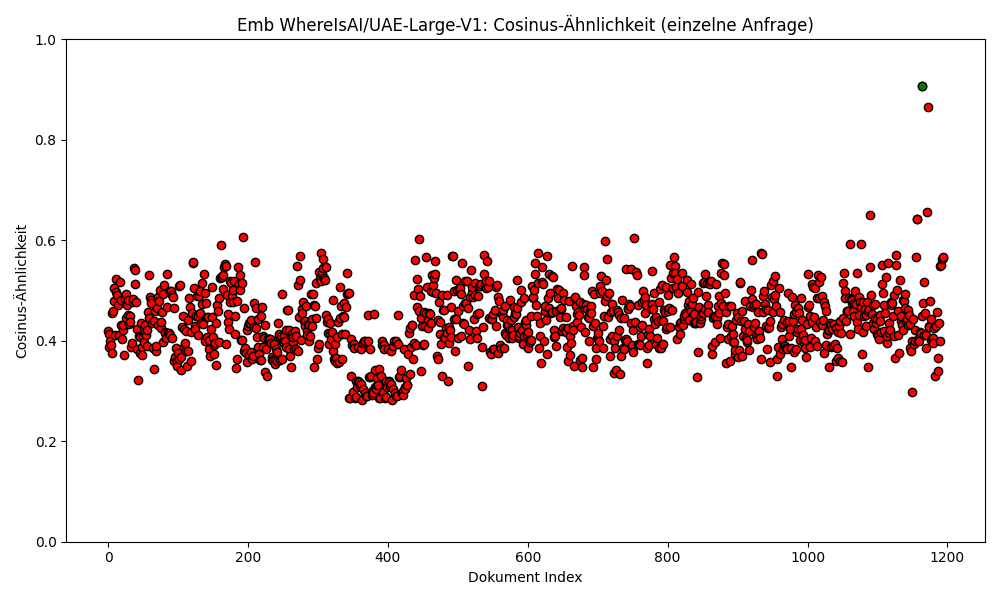 Emb WhereIsAI/UAE-Large-V1: Cosinus-Ähnlichkeit (einzelne Anfrage)
1.0
0.8
0.6
0.4
0.2
0.0
Cosinus-Ähnlichkeit
0 200 400 600 800 1000 1200
Dokument Index